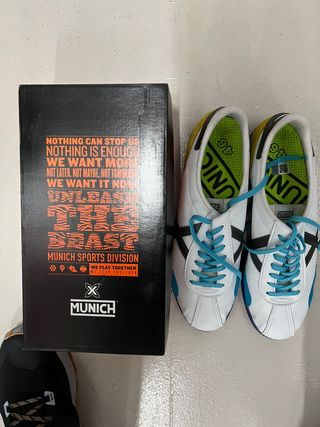 NOTHING CAN STOP US
NOTHING IS ENOUGH
WE WANT MORE
NOT LATER, NOT MAYBE, NOT TOMORROW
WE WANT IT NOW
UNLEASH
THE
BEAST
MUNICH SPORTS DIVISION
WE PLAY TOGETHER
MUNICH